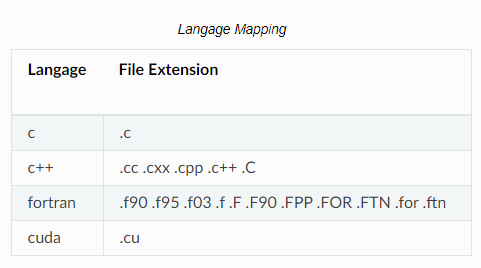 Langage Mapping
Langage File Extension
c .c
c++ .cc .cxx .cpp .c++ .C
fortran .f90 .f95 .f03 .f .F .F90 .FPP .FOR .FTN .for .ftn
cuda .cu